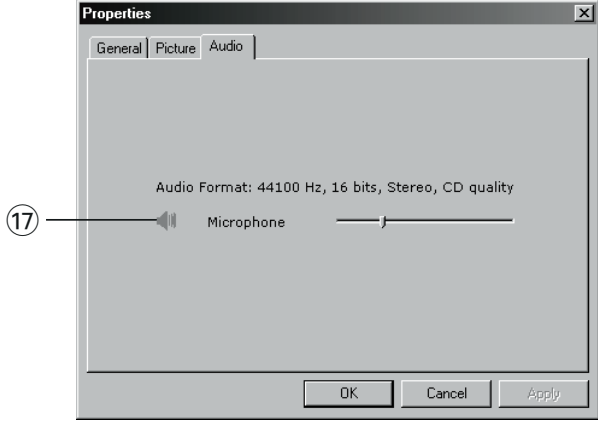 Properties
General Picture Audio
Audio Format: 44100 Hz, 16 bits, Stereo, CD quality
⑰ Microphone
OK Cancel Apply